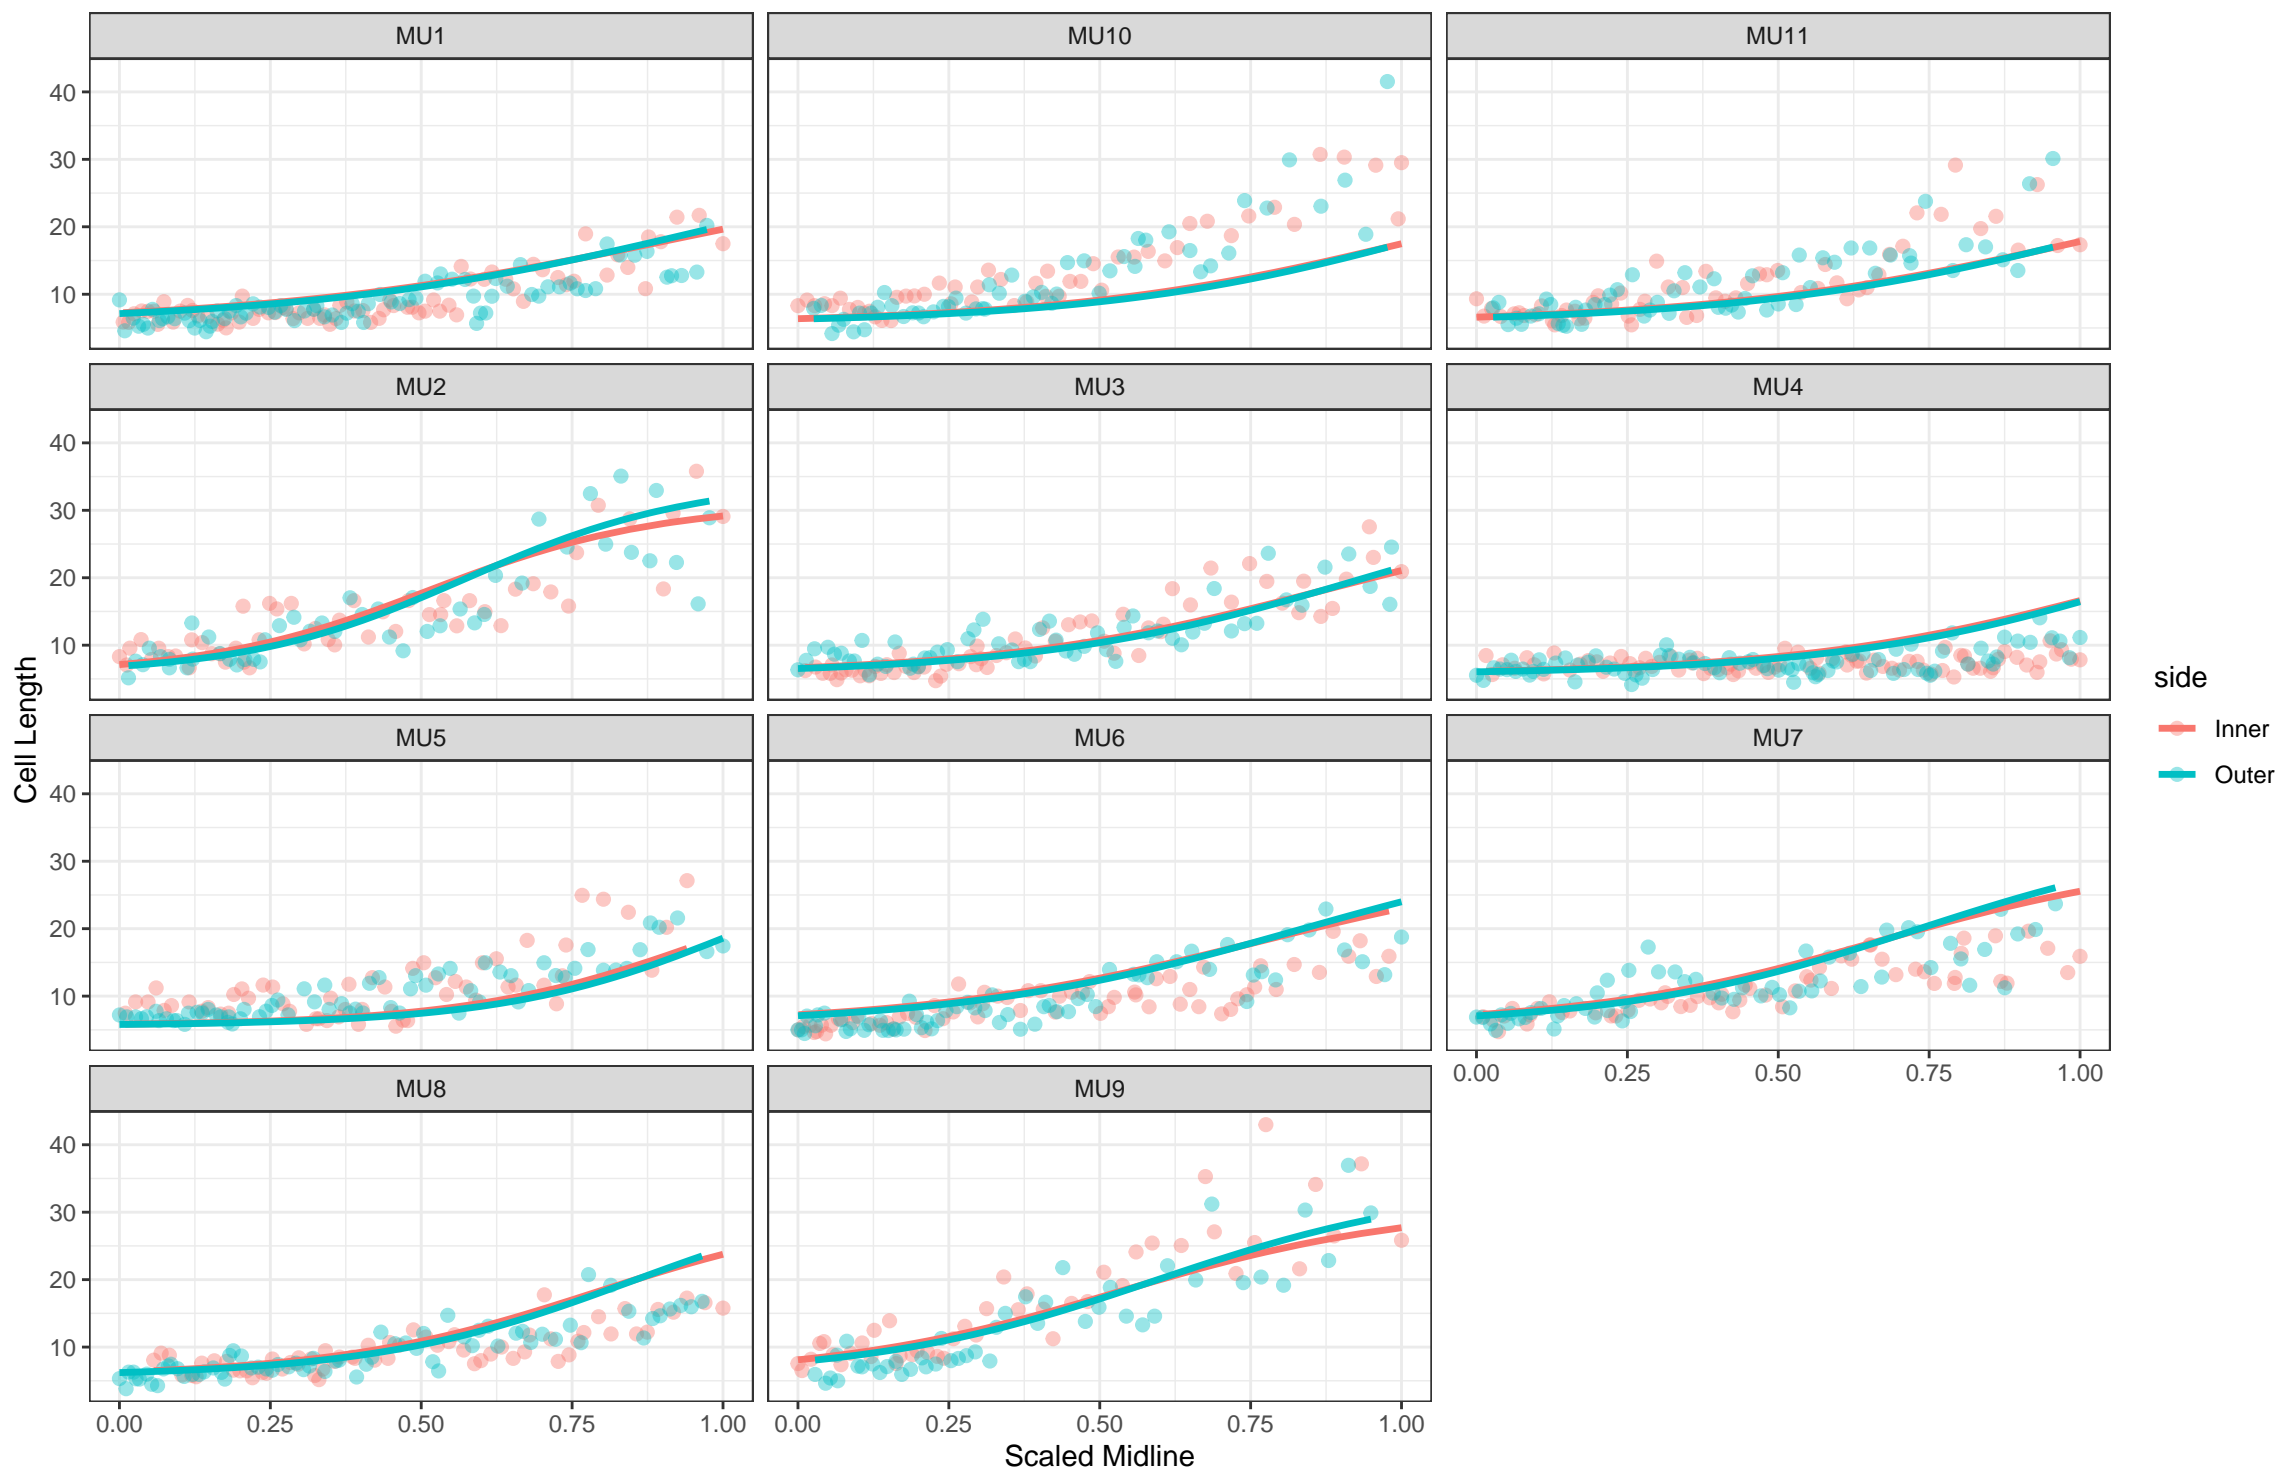 MU1 MU10 MU11
40
30
20
10
MU2 MU3 MU4
40
30
20
10
MU5 MU6 MU7
40
30
20
10
0.00 0.25 0.50 0.75 1.00
MU8 MU9
40
30
20
10
0.00 0.25 0.50 0.75 1.00 0.00 0.25 0.50 0.75 1.00
Scaled Midline
Cell Length
side
Inner
Outer